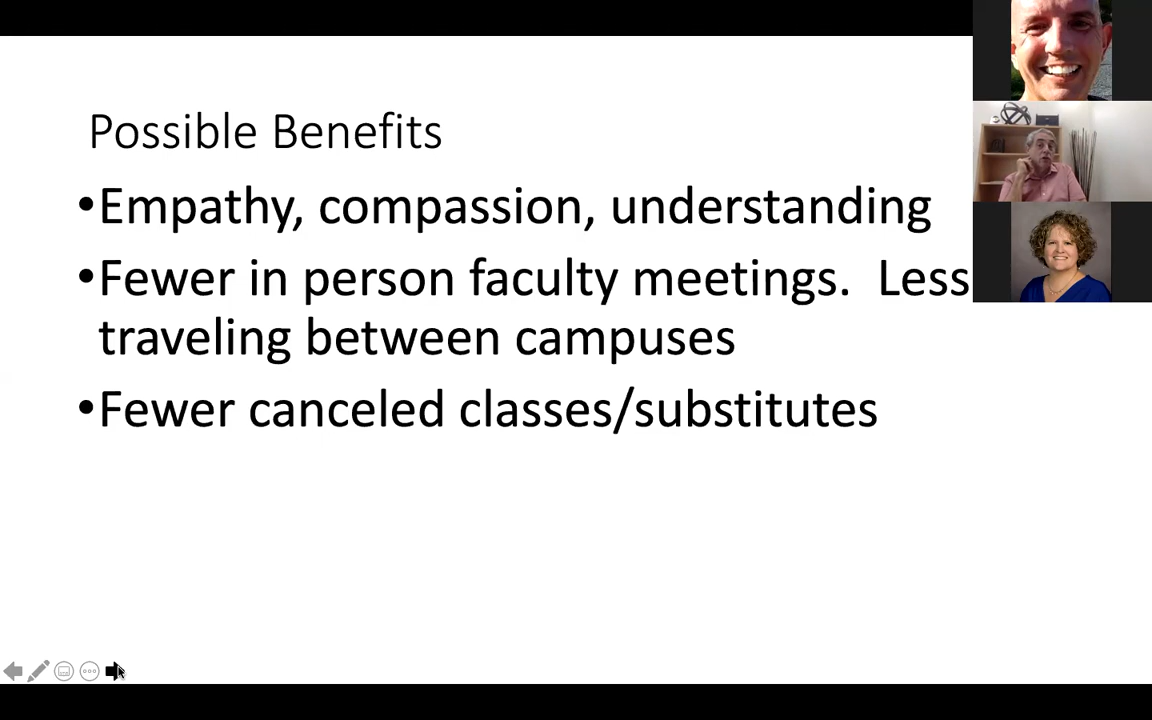 Possible Benefits
•Empathy, compassion, understanding
•Fewer in person faculty meetings.  Less
traveling between campuses
•Fewer canceled classes/substitutes